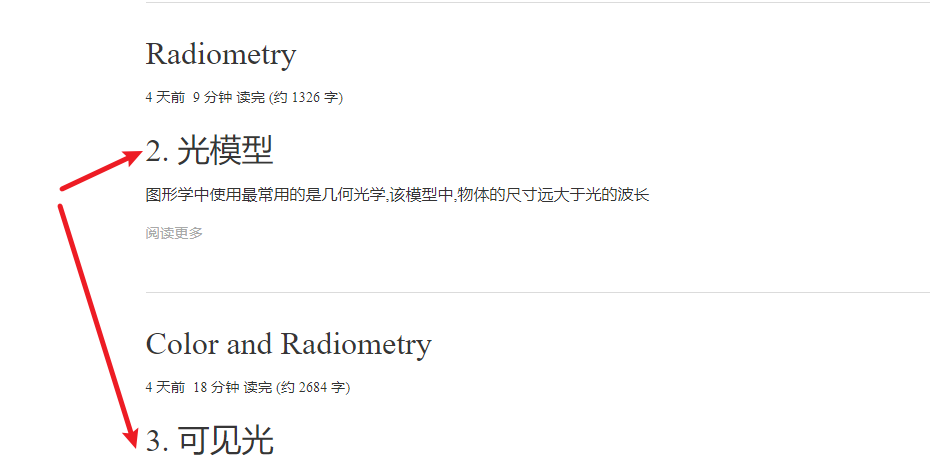 Radiometry
4 天前 9 分钟 读完 (约 1326 字)
2. 光模型
图形学中使用最常用的是几何光学,该模型中,物体的尺寸远大于光的波长
阅读更多
Color and Radiometry
4 天前 18 分钟 读完 (约 2684 字)
3. 可见光